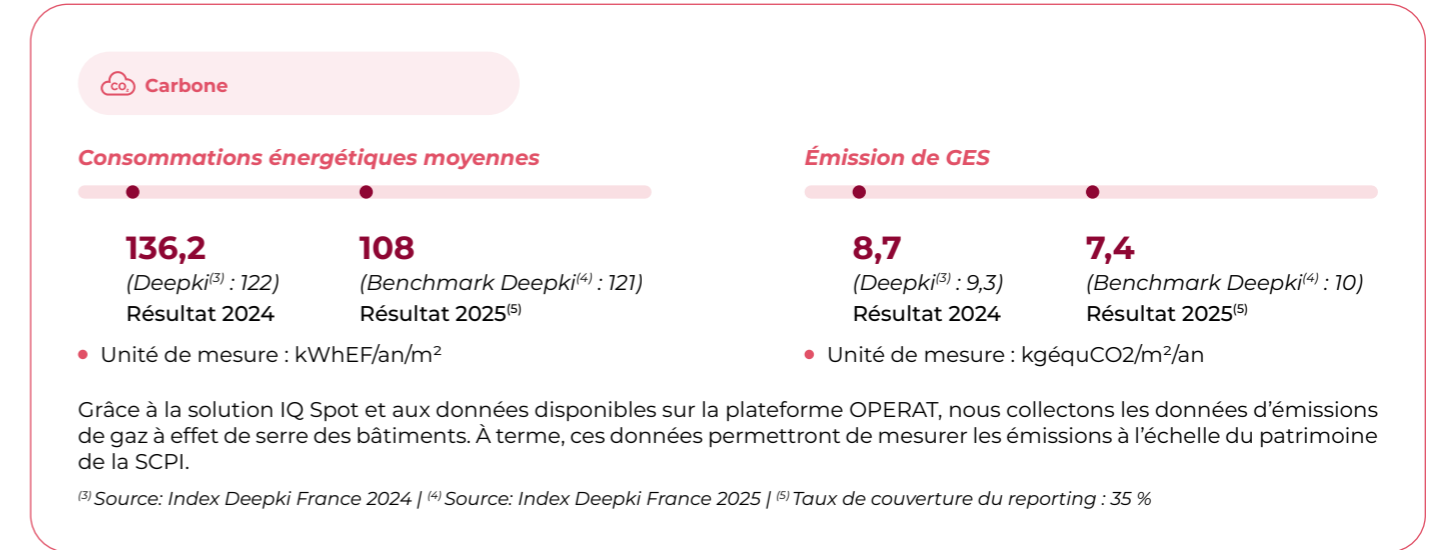 CO₂ Carbone
Consommations énergétiques moyennes
136,2
(Deepki⁽³⁾ : 122)
Résultat 2024
108
(Benchmark Deepki⁽⁴⁾ : 121)
Résultat 2025⁽⁵⁾
• Unité de mesure : kWhEF/an/m²
Émission de GES
8,7
(Deepki⁽³⁾ : 9,3)
Résultat 2024
7,4
(Benchmark Deepki⁽⁴⁾ : 10)
Résultat 2025⁽⁵⁾
• Unité de mesure : kgéquCO2/m²/an
Grâce à la solution IQ Spot et aux données disponibles sur la plateforme OPERAT, nous collectons les données d’émissions
de gaz à effet de serre des bâtiments. À terme, ces données permettront de mesurer les émissions à l’échelle du patrimoine
de la SCPI.
⁽³⁾ Source: Index Deepki France 2024 | ⁽⁴⁾ Source: Index Deepki France 2025 | ⁽⁵⁾ Taux de couverture du reporting : 35 %